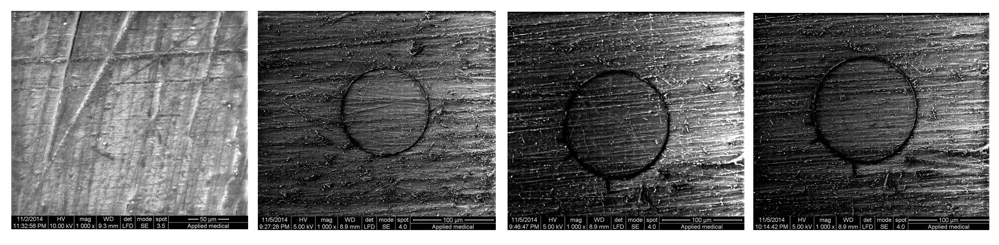 11/2/2014 HV mag WD det mode spot 50 µm
11:32:56 PM 10.00 kV 1 000 x 9.3 mm LFD SE 3.5 Applied medical
11/5/2014 HV mag WD det mode spot 100 µm
9:27:28 PM 5.00 kV 1 000 x 8.9 mm LFD SE 4.0 Applied medical
11/5/2014 HV mag WD det mode spot 100 µm
9:46:47 PM 5.00 kV 1 000 x 8.9 mm LFD SE 4.0 Applied medical
11/5/2014 HV mag WD det mode spot 100 µm
10:14:42 PM 5.00 kV 1 000 x 8.9 mm LFD SE 4.0 Applied medical